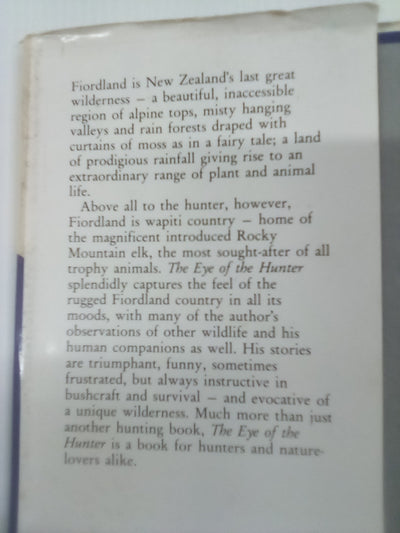 Fiordland is New Zealand's last great
wilderness – a beautiful, inaccessible
region of alpine tops, misty hanging
valleys and rain forests draped with
curtains of moss as in a fairy tale; a land
of prodigious rainfall giving rise to an
extraordinary range of plant and animal
life.
Above all to the hunter, however,
Fiordland is wapiti country – home of
the magnificent introduced Rocky
Mountain elk, the most sought-after of all
trophy animals. The Eye of the Hunter
splendidly captures the feel of the
rugged Fiordland country in all its
moods, with many of the author's
observations of other wildlife and his
human companions as well. His stories
are triumphant, funny, sometimes
frustrated, but always instructive in
bushcraft and survival – and evocative of
a unique wilderness. Much more than just
another hunting book, The Eye of the
Hunter is a book for hunters and nature-
lovers alike.